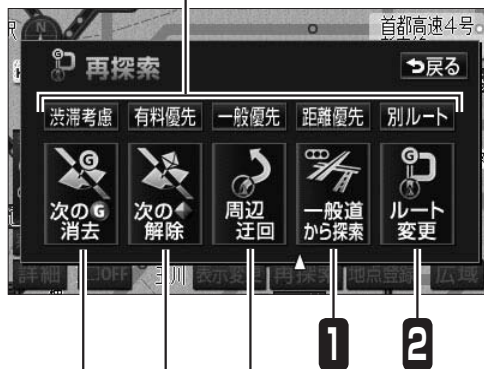 首都高速4号
N
再探索
戻る
渋滞考慮 有料優先 一般優先 距離優先 別ルート
G G
次のG消去 次の◆解除 周辺迂回 一般道から探索 ルート変更
詳細 OFF 玉川 表示変更 再探索 地点登録 広域
1 2